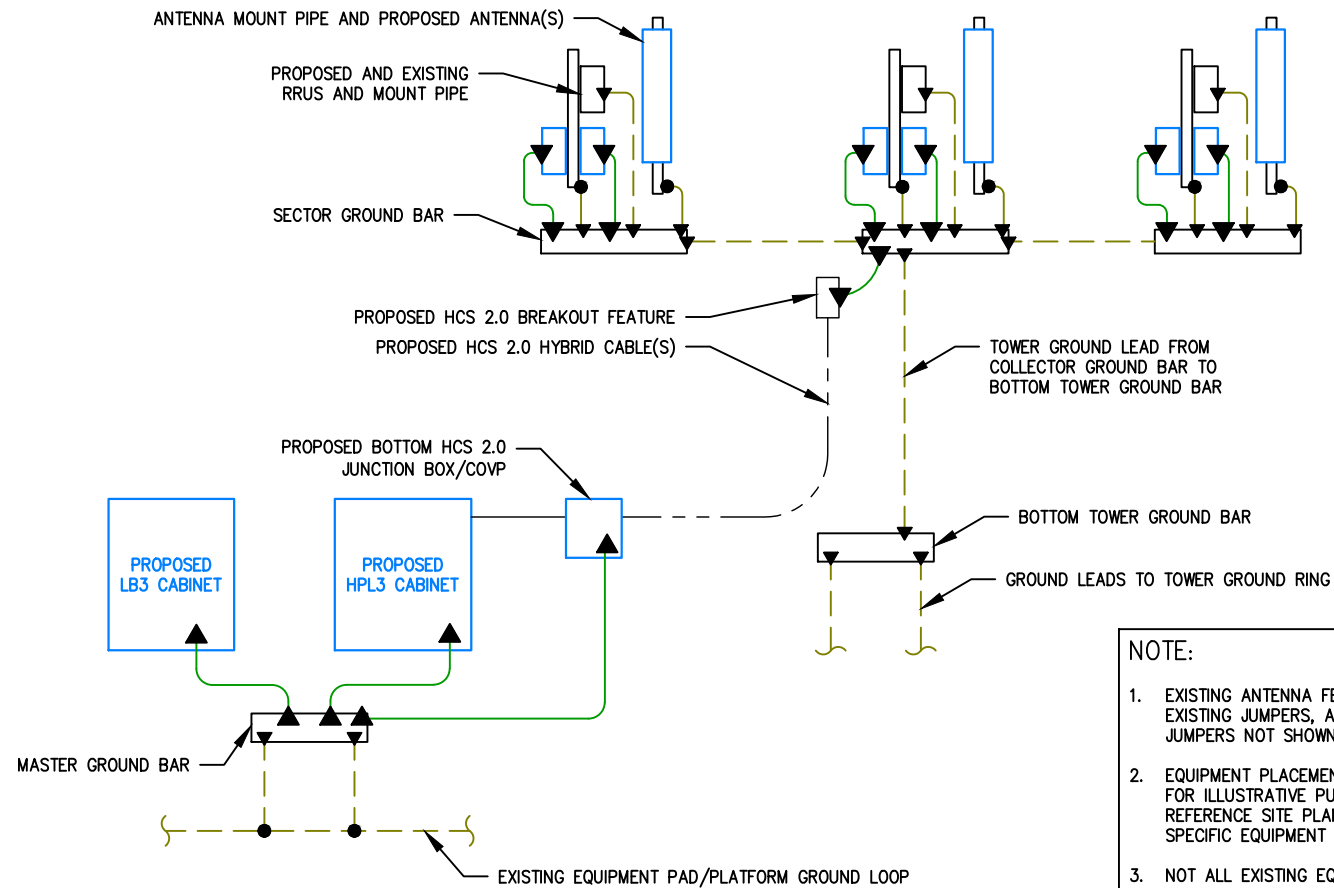 ANTENNA MOUNT PIPE AND PROPOSED ANTENNA(S)
PROPOSED AND EXISTING
RRUS AND MOUNT PIPE
SECTOR GROUND BAR
PROPOSED HCS 2.0 BREAKOUT FEATURE
PROPOSED HCS 2.0 HYBRID CABLE(S)
TOWER GROUND LEAD FROM
COLLECTOR GROUND BAR TO
BOTTOM TOWER GROUND BAR
PROPOSED BOTTOM HCS 2.0
JUNCTION BOX/COVP
BOTTOM TOWER GROUND BAR
PROPOSED
LB3 CABINET
PROPOSED
HPL3 CABINET
GROUND LEADS TO TOWER GROUND RING
MASTER GROUND BAR
EXISTING EQUIPMENT PAD/PLATFORM GROUND LOOP
NOTE:
1. EXISTING ANTENNA
EXISTING JUMPERS,
JUMPERS NOT SHOWN
2. EQUIPMENT
FOR ILLUSTRATIVE
REFERENCE SITE
SPECIFIC EQUIPMENT
3. NOT ALL EXISTING